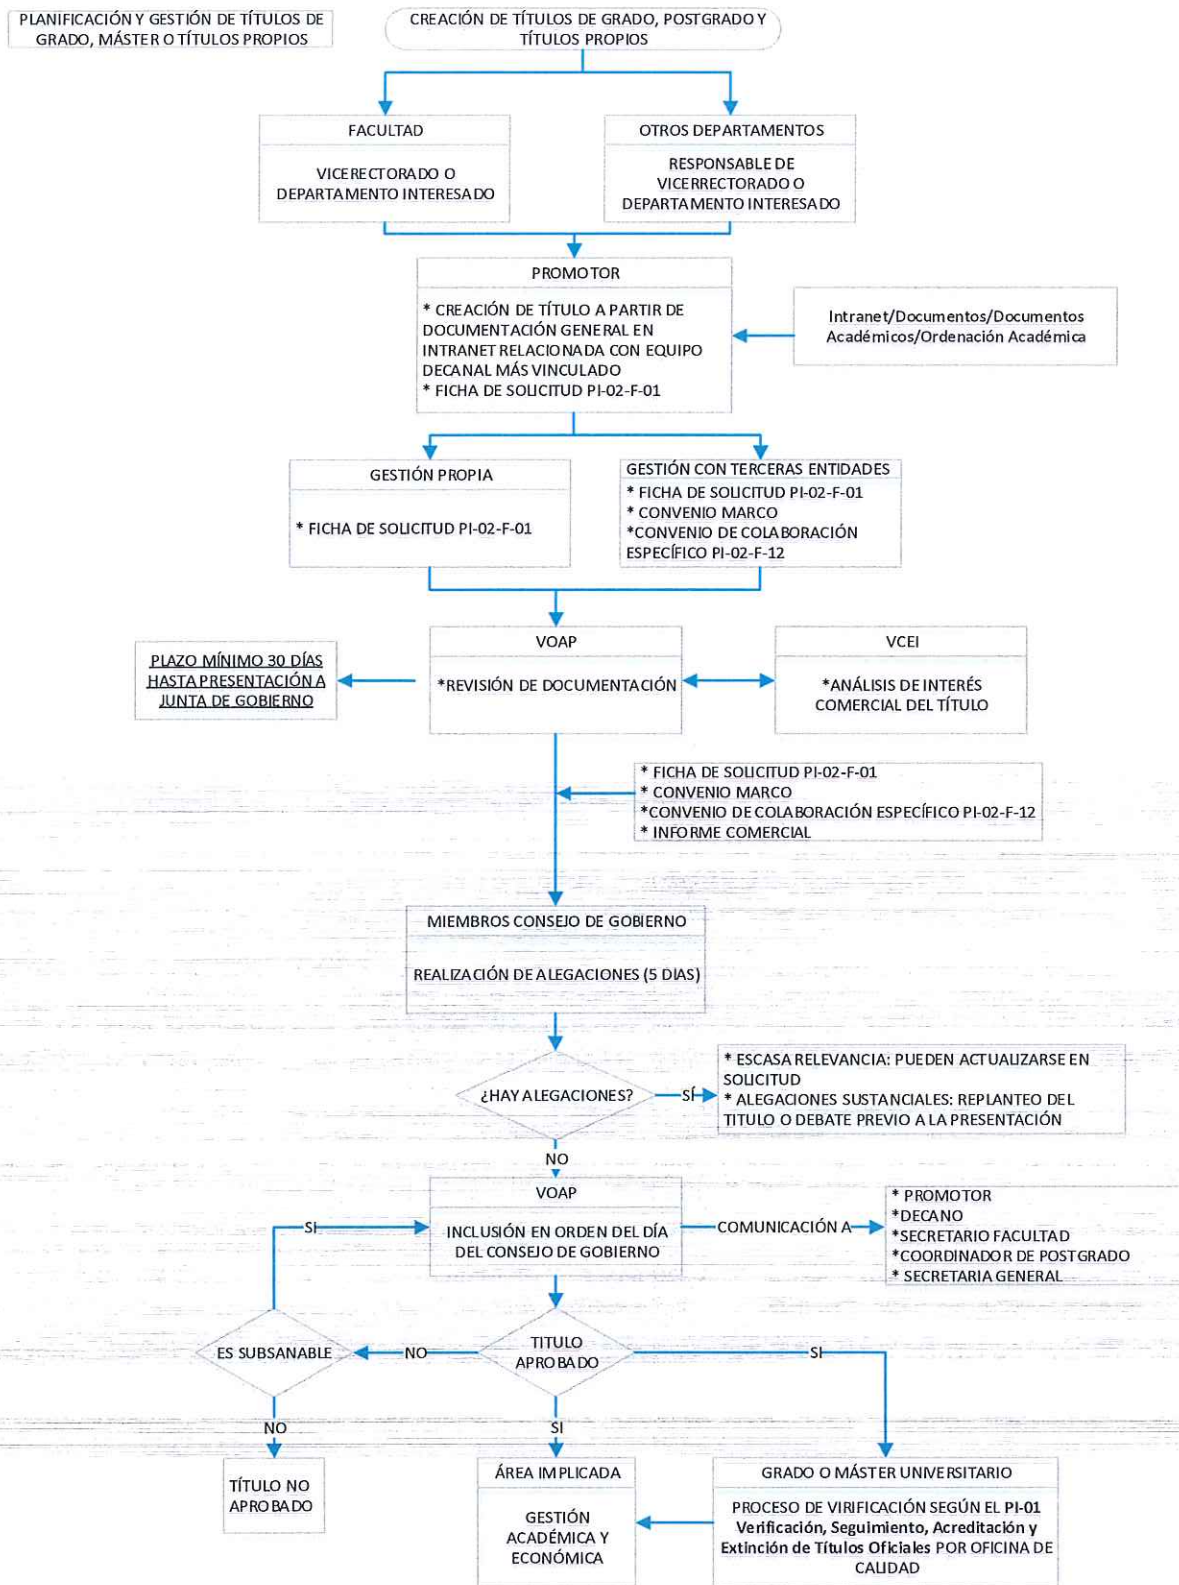 PLANIFICACIÓN Y GESTIÓN DE TÍTULOS DE
GRADO, MÁSTER O TÍTULOS PROPIOS
CREACIÓN DE TÍTULOS DE GRADO, POSTGRADO Y
TÍTULOS PROPIOS
FACULTAD
VICERECTORADO O
DEPARTAMENTO INTERESADO
OTROS DEPARTAMENTOS
RESPONSABLE DE
VICERRECTORADO O
DEPARTAMENTO INTERESADO
PROMOTOR
* CREACIÓN DE TÍTULO A PARTIR DE
DOCUMENTACIÓN GENERAL EN
INTRANET RELACIONADA CON EQUIPO
DECANAL MÁS VINCULADO
* FICHA DE SOLICITUD PI-02-F-01
Intranet/Documentos/Documentos
Académicos/Ordenación Académica
GESTIÓN PROPIA
* FICHA DE SOLICITUD PI-02-F-01
GESTIÓN CON TERCERAS ENTIDADES
* FICHA DE SOLICITUD PI-02-F-01
* CONVENIO MARCO
*CONVENIO DE COLABORACIÓN
ESPECÍFICO PI-02-F-12
PLAZO MÍNIMO 30 DÍAS
HASTA PRESENTACIÓN A
JUNTA DE GOBIERNO
VOAP
*REVISIÓN DE DOCUMENTACIÓN
VCEI
*ANÁLISIS DE INTERÉS
COMERCIAL DEL TÍTULO
* FICHA DE SOLICITUD PI-02-F-01
* CONVENIO MARCO
*CONVENIO DE COLABORACIÓN ESPECÍFICO PI-02-F-12
* INFORME COMERCIAL
MIEMBROS CONSEJO DE GOBIERNO
REALIZACIÓN DE ALEGACIONES (5 DIAS)
¿HAY ALEGACIONES?
SÍ
* ESCASA RELEVANCIA: PUEDEN ACTUALIZARSE EN
SOLICITUD
* ALEGACIONES SUSTANCIALES: REPLANTEO DEL
TITULO O DEBATE PREVIO A LA PRESENTACIÓN
NO
VOAP
INCLUSIÓN EN ORDEN DEL DÍA
DEL CONSEJO DE GOBIERNO
SI
COMUNICACIÓN A
* PROMOTOR
*DECANO
*SECRETARIO FACULTAD
*COORDINADOR DE POSTGRADO
* SECRETARIA GENERAL
ES SUBSANABLE
NO
TITULO
APROBADO
SI
NO
SI
TÍTULO NO
APROBADO
ÁREA IMPLICADA
GESTIÓN
ACADÉMICA Y
ECONÓMICA
GRADO O MÁSTER UNIVERSITARIO
PROCESO DE VIRIFICACIÓN SEGÚN EL PI-01
Verificación, Seguimiento, Acreditación y
Extinción de Títulos Oficiales POR OFICINA DE
CALIDAD